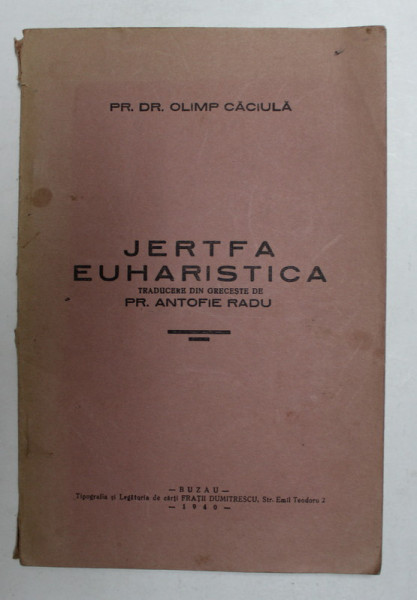 PR. DR. OLIMP CĂCIULĂ
JERTFA
EUHARISTICA
TRADUCERE DIN GRECEȘTE DE
PR. ANTOFIE RADU
— BUZAU —
Tipografia și Legătoria de cărți FRAȚII DUMITRESCU, Str. Emil Teodoru 2
— 1940 —